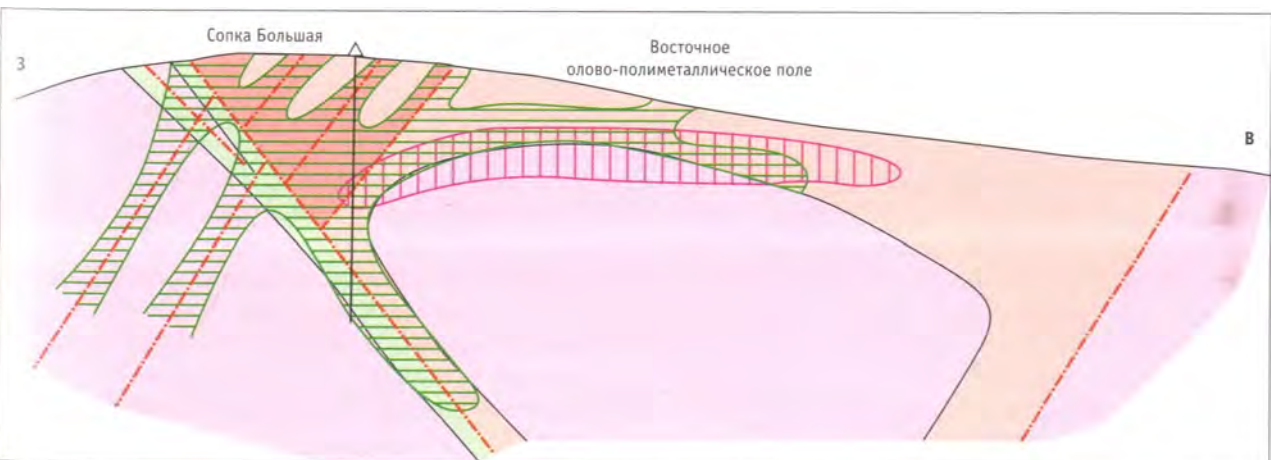 Сопка Большая
Восточное
олово-полиметаллическое поле
З
В